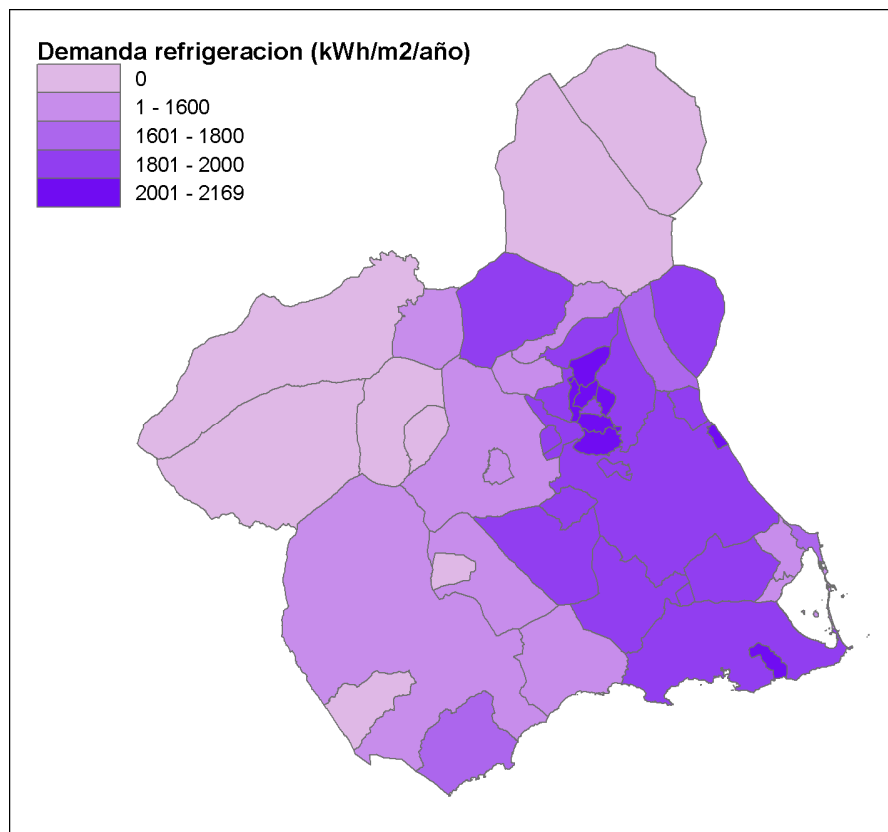 Demanda refrigeracion (kWh/m2/año)
0
1 - 1600
1601 - 1800
1801 - 2000
2001 - 2169